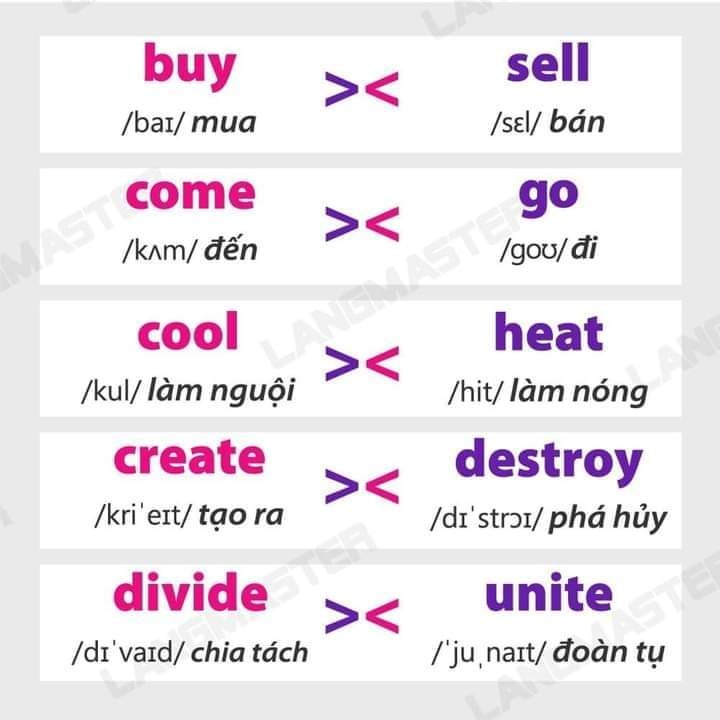 buy >< sell
/baɪ/ mua /sɛl/ bán
come >< go
/kʌm/ đến /goʊ/ đi
cool >< heat
/kul/ làm nguội /hit/ làm nóng
create >< destroy
/kriˈeɪt/ tạo ra /dɪˈstrɔɪ/ phá hủy
divide >< unite
/dɪˈvaɪd/ chia tách /ˈjuˌnaɪt/ đoàn tụ
LANGMASTER